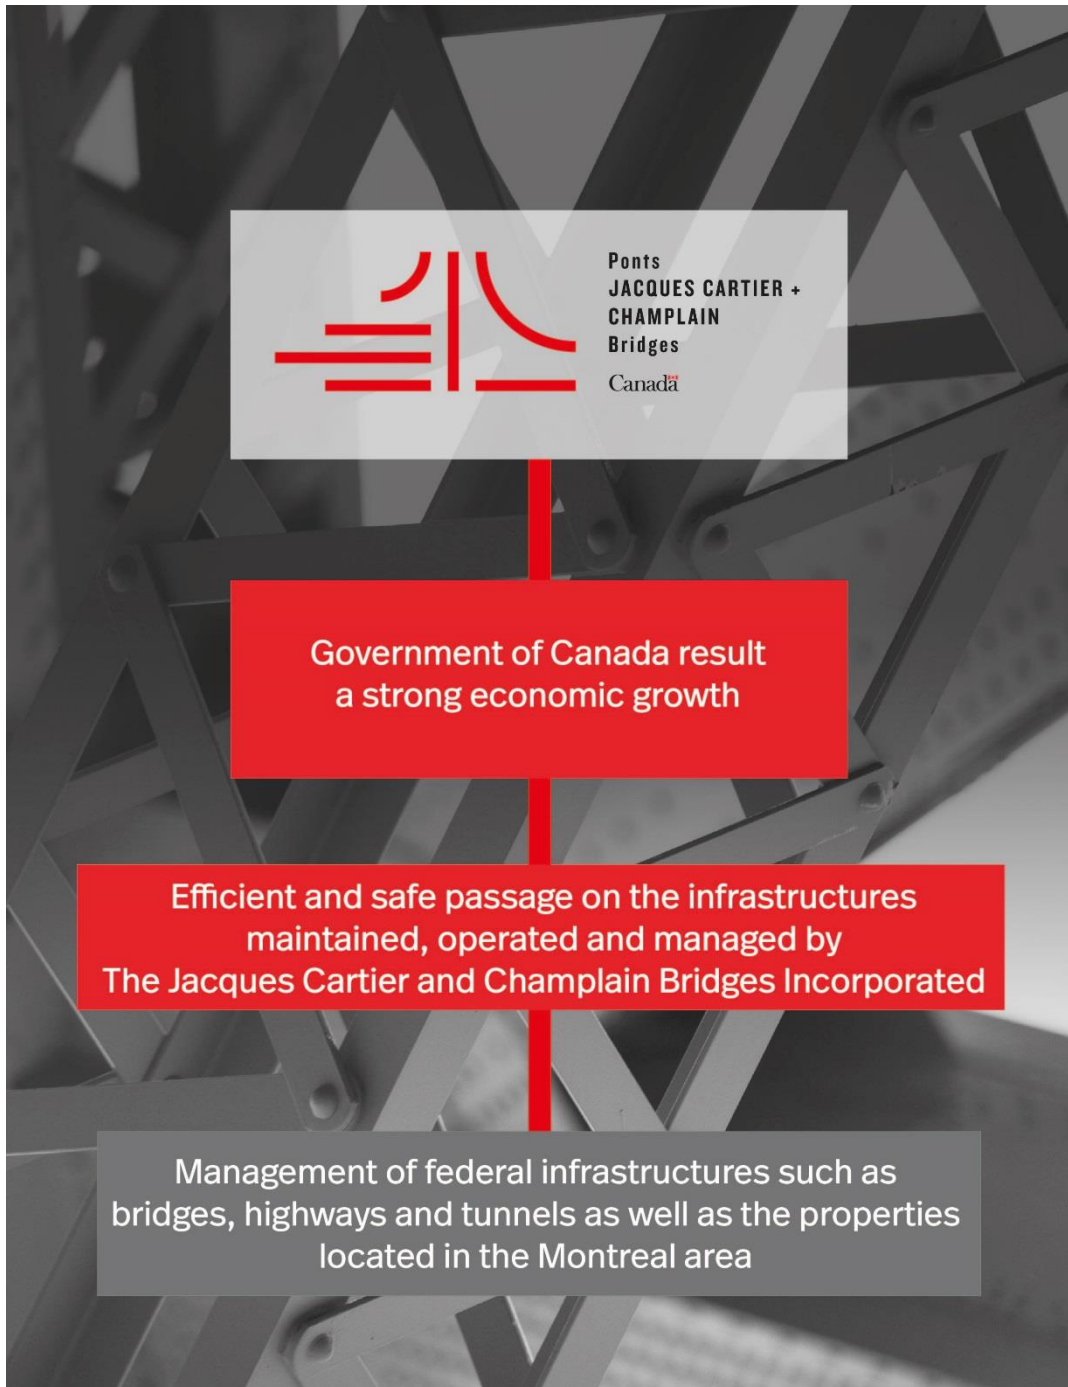 Ponts
JACQUES CARTIER +
CHAMPLAIN
Bridges
Canada
Government of Canada result
a strong economic growth
Efficient and safe passage on the infrastructures
maintained, operated and managed by
The Jacques Cartier and Champlain Bridges Incorporated
Management of federal infrastructures such as
bridges, highways and tunnels as well as the properties
located in the Montreal area